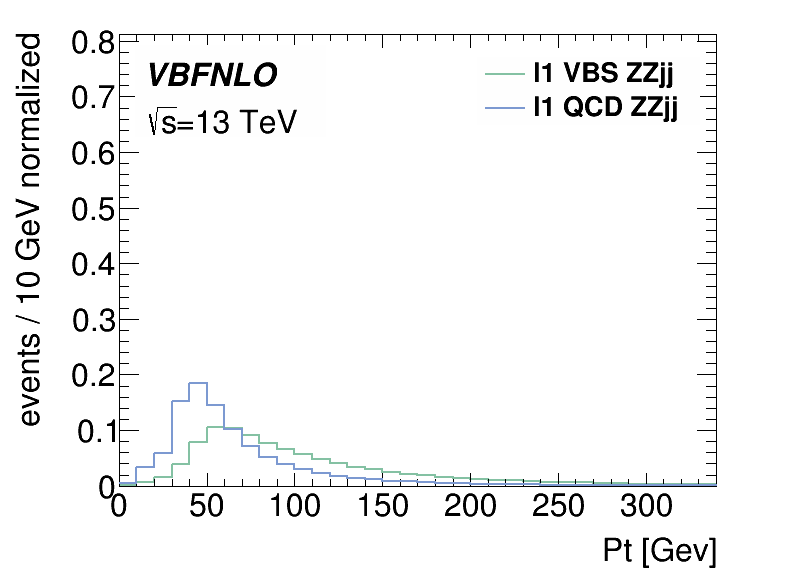 events / 10 GeV normalized
0.8
0.7
0.6
0.5
0.4
0.3
0.2
0.1
0
VBFNLO
√s=13 TeV
l1 VBS ZZjj
l1 QCD ZZjj
0 50 100 150 200 250 300
Pt [Gev]